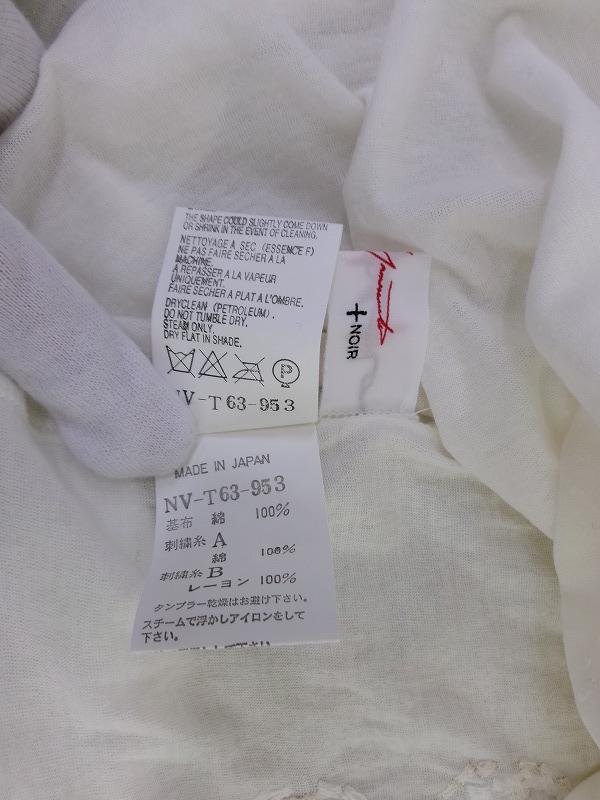 THE SHAPE COULD SLIGHTLY COME DOWN
OR SHRINK IN THE EVENT OF CLEANING.
NETTOYAGE A SEC (ESSENCE F)
NE PAS FAIRE SECHER A LA
MACHINE.
A REPASSER A LA VAPEUR
UNIQUEMENT.
FAIRE SECHER A PLAT A L'OMBRE.
DRYCLEAN (PETROLEUM).
DO NOT TUMBLE DRY.
STEAM ONLY.
DRY FLAT IN SHADE.
P
NV-T63-953
+NOIR
MADE IN JAPAN
NV-T63-953
基布 綿 100%
刺繍糸 A
綿 100%
刺繍糸 B
レーヨン 100%
タンブラー乾燥はお避け下さい。
スチームで浮かしアイロンをして
下さい。